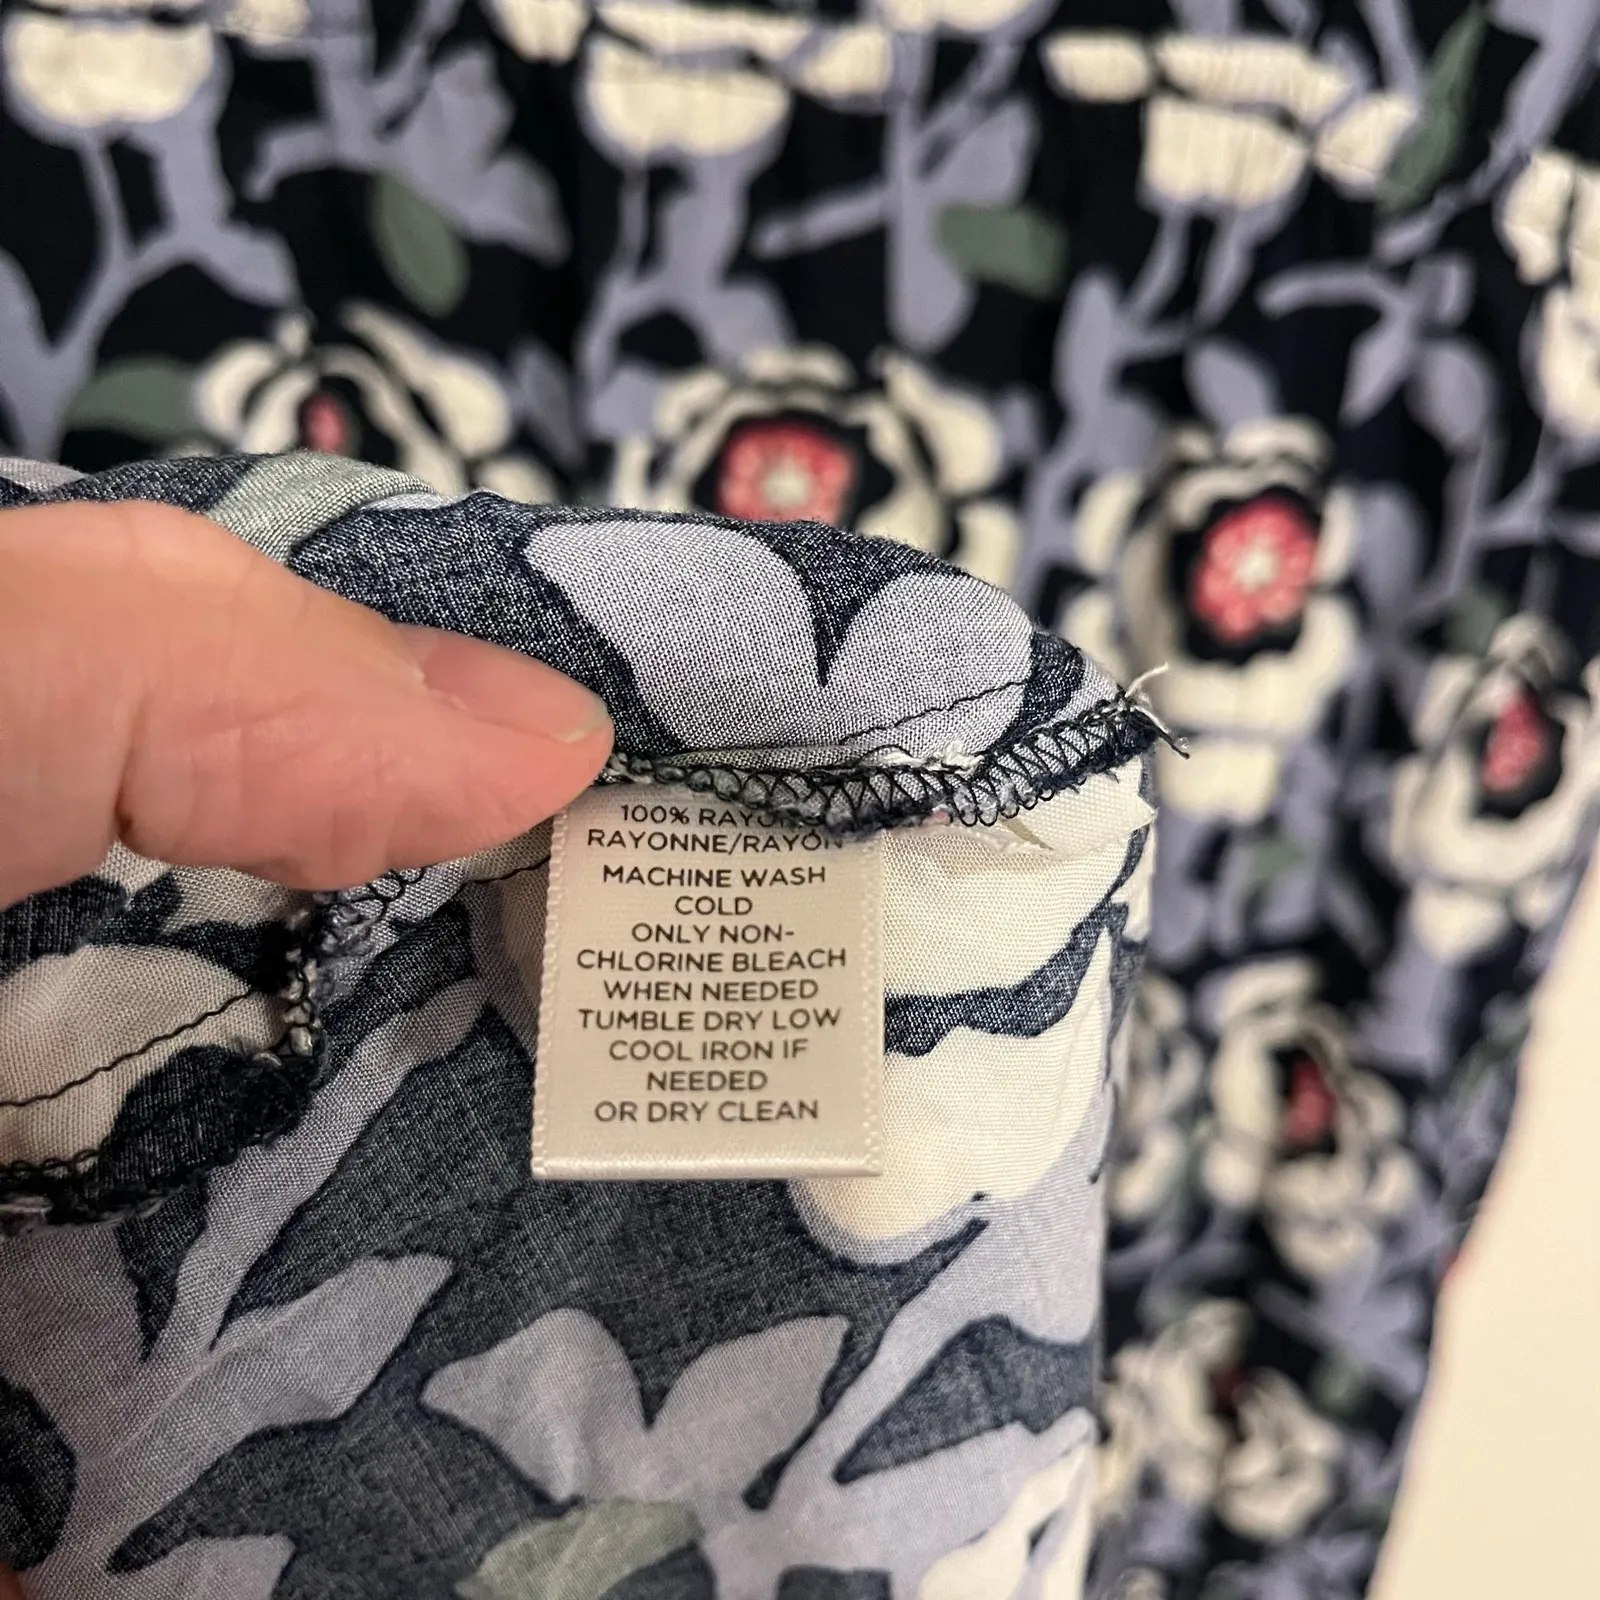 100% RAYON
RAYONNE/RAYÓN
MACHINE WASH
COLD
ONLY NON-
CHLORINE BLEACH
WHEN NEEDED
TUMBLE DRY LOW
COOL IRON IF
NEEDED
OR DRY CLEAN